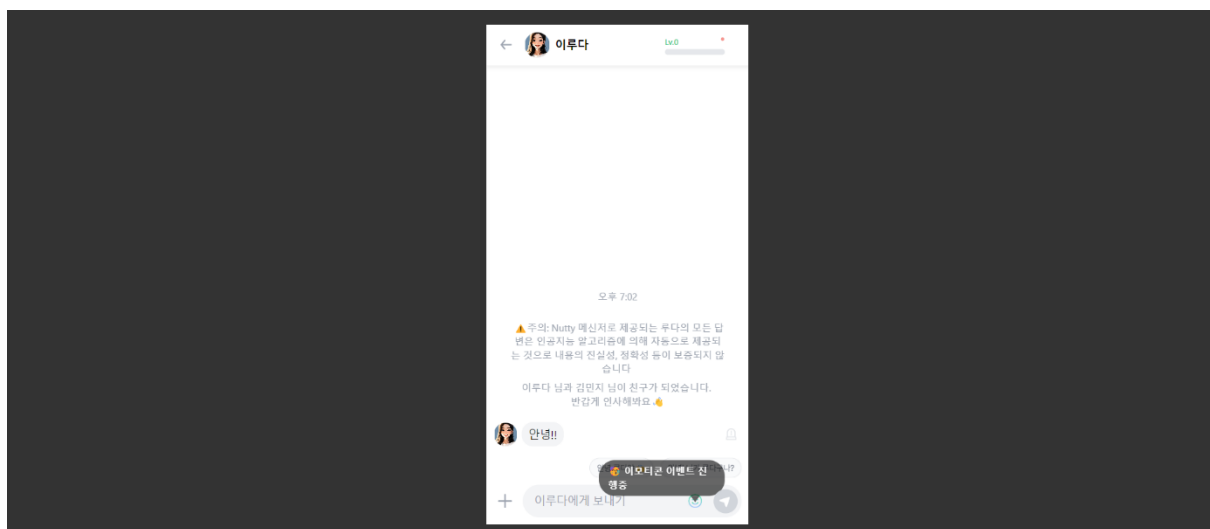 이루다
Lv.0
오후 7:02
⚠️ 주의: Nutty 메신저로 제공되는 루다의 모든 답
변은 인공지능 알고리즘에 의해 자동으로 제공되
는 것으로 내용의 진실성, 정확성 등이 보증되지 않
습니다
이루다 님과 김민지 님이 친구가 되었습니다.
반갑게 인사해봐요 👋
안녕!!
🥳 이모티콘 이벤트 진
행중
이루다에게 보내기